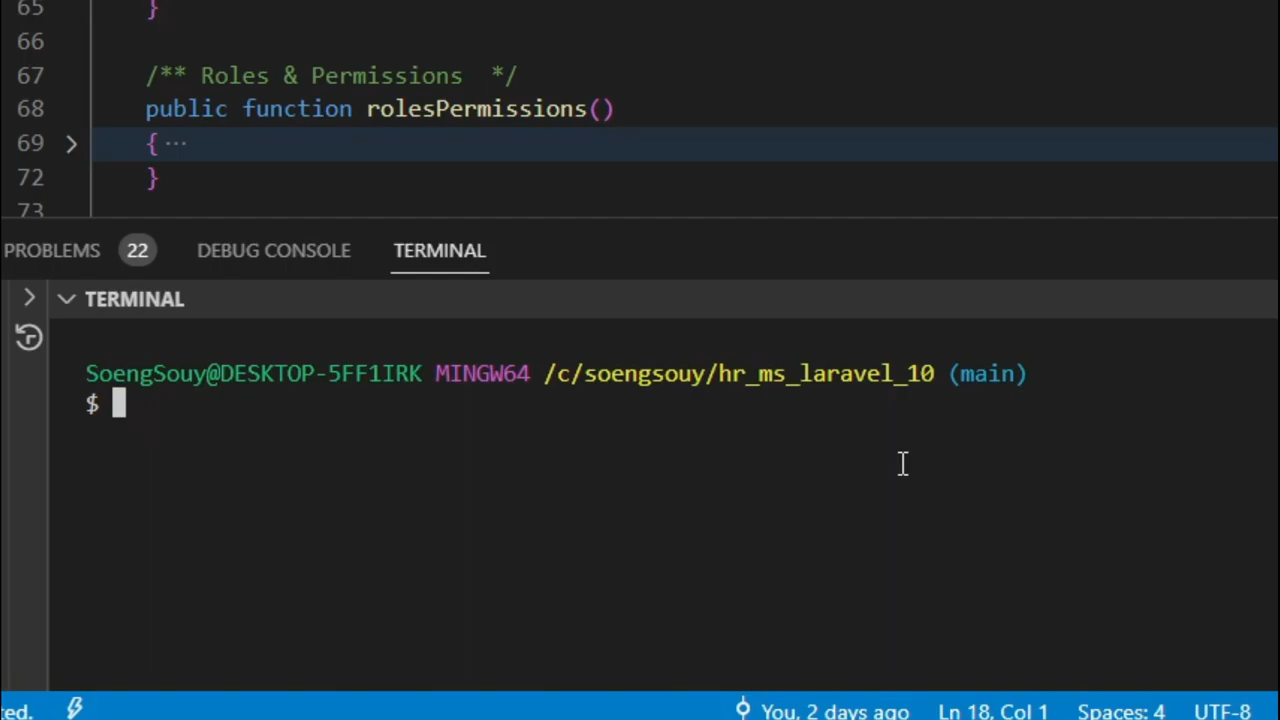 65 }
66
67 /** Roles & Permissions  */
68 public function rolesPermissions()
69 { ···
72 }
73
PROBLEMS 22 DEBUG CONSOLE TERMINAL
TERMINAL
SoengSouy@DESKTOP-5FF1IRK MINGW64 /c/soengsouy/hr_ms_laravel_10 (main)
$
ted. You, 2 days ago Ln 18, Col 1 Spaces: 4 UTF-8